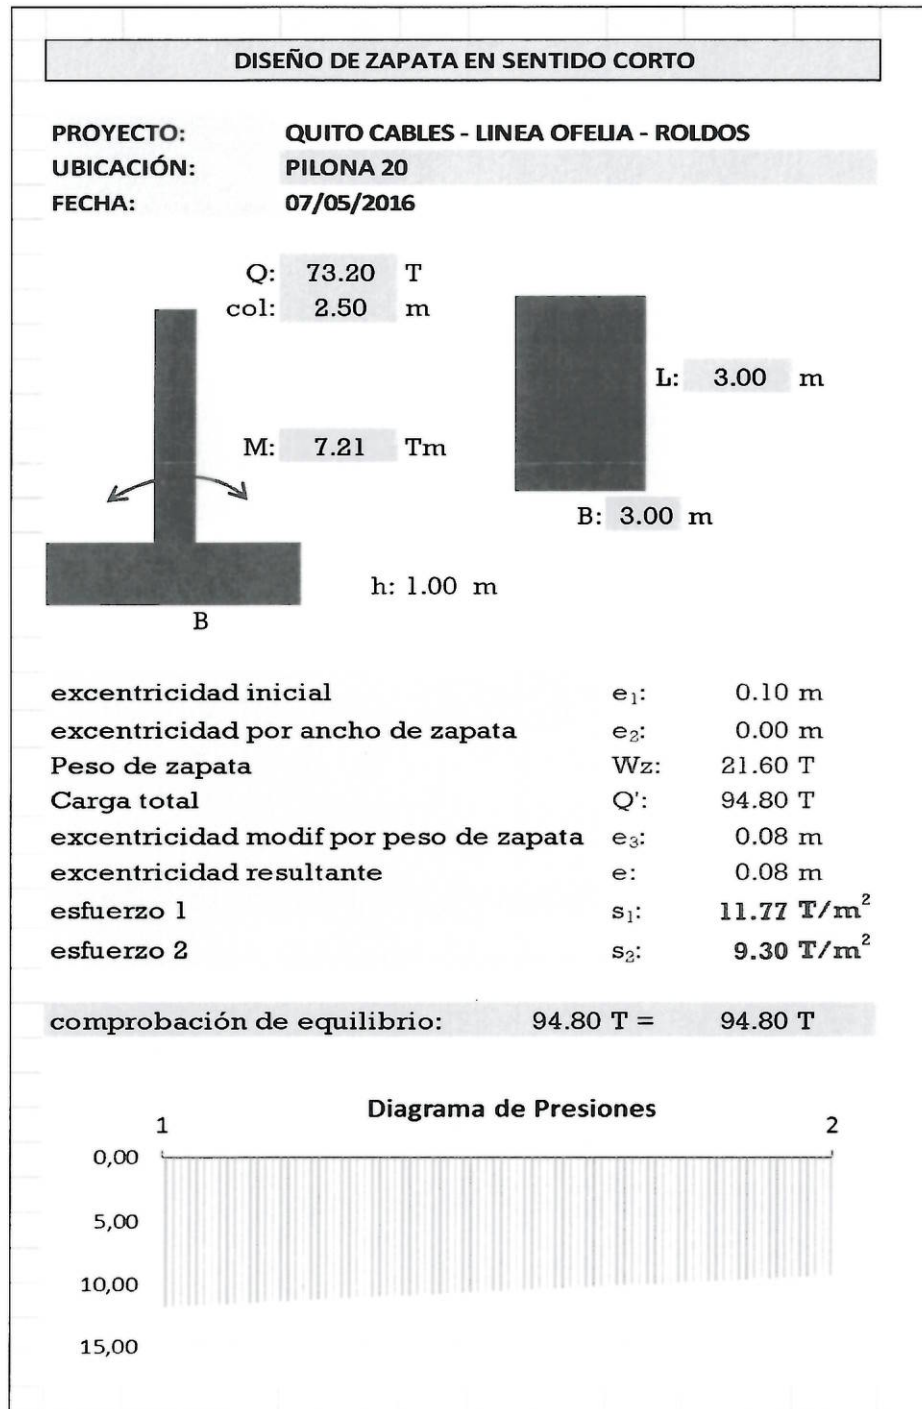 DISEÑO DE ZAPATA EN SENTIDO CORTO
PROYECTO: QUITO CABLES - LINEA OFELIA - ROLDOS
UBICACIÓN: PILONA 20
FECHA: 07/05/2016
Q: 73.20 T
col: 2.50 m
L: 3.00 m
M: 7.21 Tm
B: 3.00 m
h: 1.00 m
B
excentricidad inicial e₁: 0.10 m
excentricidad por ancho de zapata e₂: 0.00 m
Peso de zapata Wz: 21.60 T
Carga total Q': 94.80 T
excentricidad modif por peso de zapata e₃: 0.08 m
excentricidad resultante e: 0.08 m
esfuerzo 1 s₁: 11.77 T/m²
esfuerzo 2 s₂: 9.30 T/m²
comprobación de equilibrio: 94.80 T = 94.80 T
Diagrama de Presiones
1 2
0,00
5,00
10,00
15,00